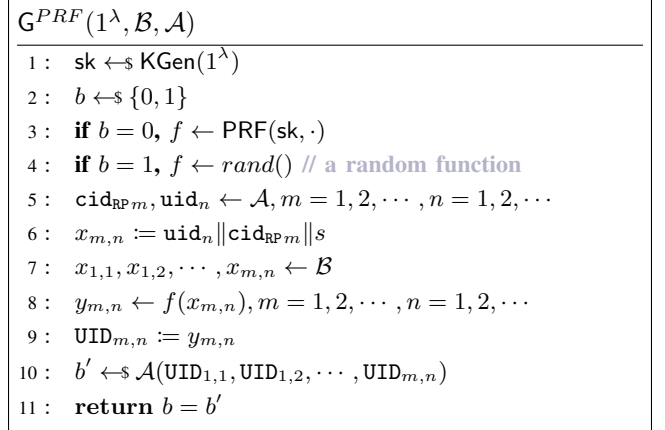 G^{PRF}(1^λ, 𝓑, 𝓐)
1 : sk ←$ KGen(1^λ)
2 : b ←$ {0, 1}
3 : if b = 0, f ← PRF(sk, ·)
4 : if b = 1, f ← rand() // a random function
5 : cid_{RP m}, uid_n ← 𝓐, m = 1, 2, ⋯ , n = 1, 2, ⋯
6 : x_{m,n} := uid_n‖cid_{RP m}‖s
7 : x_{1,1}, x_{1,2}, ⋯ , x_{m,n} ← 𝓑
8 : y_{m,n} ← f(x_{m,n}), m = 1, 2, ⋯ , n = 1, 2, ⋯
9 : UID_{m,n} := y_{m,n}
10 : b′ ←$ 𝓐(UID_{1,1}, UID_{1,2}, ⋯ , UID_{m,n})
11 : return b = b′